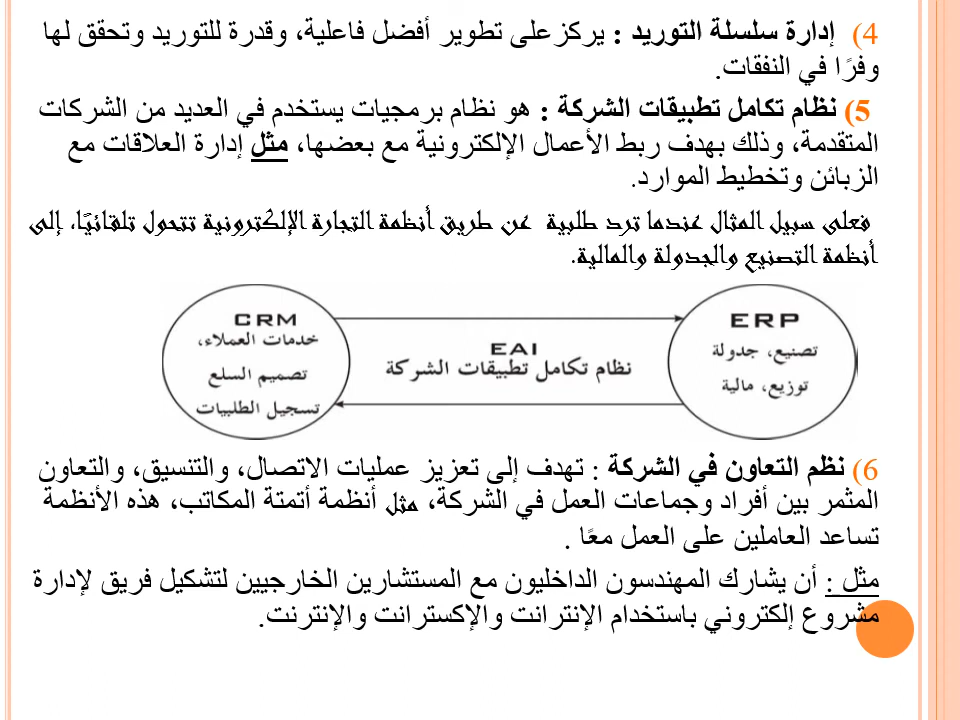 4) إدارة سلسلة التوريد : يركزعلى تطوير أفضل فاعلية، وقدرة للتوريد وتحقق لها
وفرًا في النفقات.
5) نظام تكامل تطبيقات الشركة : هو نظام برمجيات يستخدم في العديد من الشركات
المتقدمة، وذلك بهدف ربط الأعمال الإلكترونية مع بعضها، مثل إدارة العلاقات مع
الزبائن وتخطيط الموارد.
فعلى سبيل المثال عندما ترد طلبية عن طريق أنظمة التجارة الإلكترونية تتحول تلقائيًا، إلى
أنظمة التصنيع والجدولة والمالية.
ERP
تصنيع، جدولة
توزيع، مالية
EAI
نظام تكامل تطبيقات الشركة
CRM
خدمات العملاء،
تصميم السلع
تسجيل الطلبيات
6) نظم التعاون في الشركة : تهدف إلى تعزيز عمليات الاتصال، والتنسيق، والتعاون
المثمر بين أفراد وجماعات العمل في الشركة، مثل أنظمة أتمتة المكاتب، هذه الأنظمة
تساعد العاملين على العمل معًا .
مثل : أن يشارك المهندسون الداخليون مع المستشارين الخارجيين لتشكيل فريق لإدارة
مشروع إلكتروني باستخدام الإنترانت والإكسترانت والإنترنت.